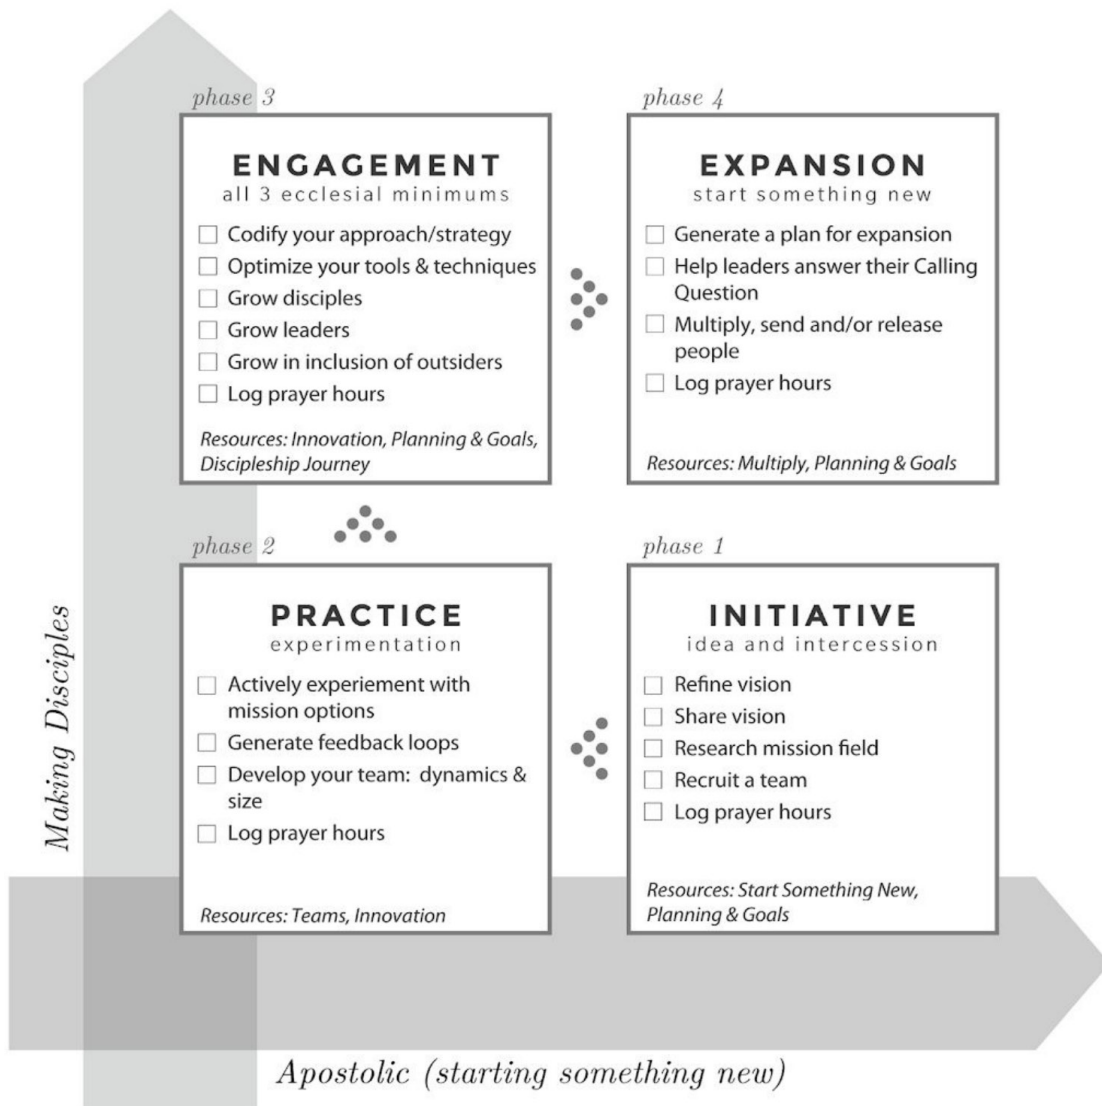 phase 3
ENGAGEMENT
all 3 ecclesial minimums
Codify your approach/strategy
Optimize your tools & techniques
Grow disciples
Grow leaders
Grow in inclusion of outsiders
Log prayer hours
Resources: Innovation, Planning & Goals,
Discipleship Journey
phase 4
EXPANSION
start something new
Generate a plan for expansion
Help leaders answer their Calling
Question
Multiply, send and/or release
people
Log prayer hours
Resources: Multiply, Planning & Goals
phase 2
PRACTICE
experimentation
Actively experiement with
mission options
Generate feedback loops
Develop your team: dynamics &
size
Log prayer hours
Resources: Teams, Innovation
phase 1
INITIATIVE
idea and intercession
Refine vision
Share vision
Research mission field
Recruit a team
Log prayer hours
Resources: Start Something New,
Planning & Goals
Making Disciples
Apostolic (starting something new)